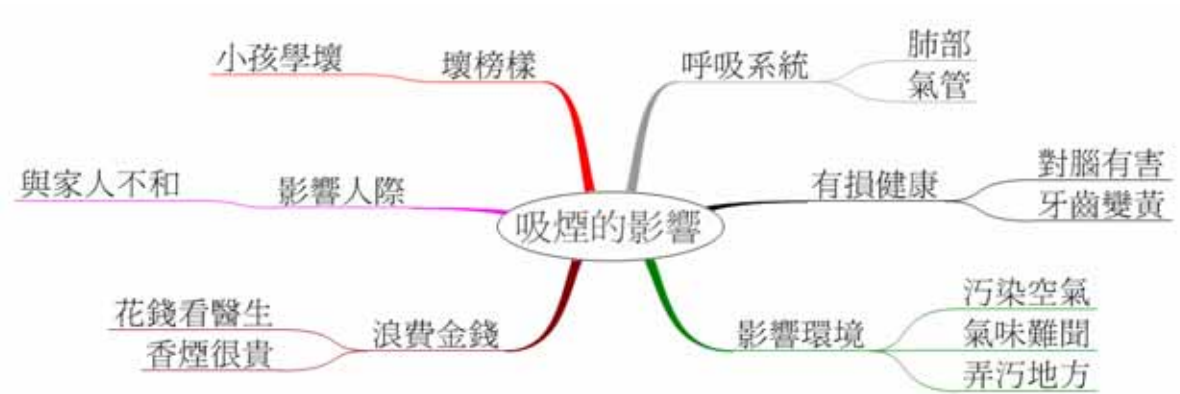 吸煙的影響
呼吸系統
肺部
氣管
有損健康
對腦有害
牙齒變黃
影響環境
污染空氣
氣味難聞
弄污地方
浪費金錢
花錢看醫生
香煙很貴
影響人際
與家人不和
壞榜樣
小孩學壞